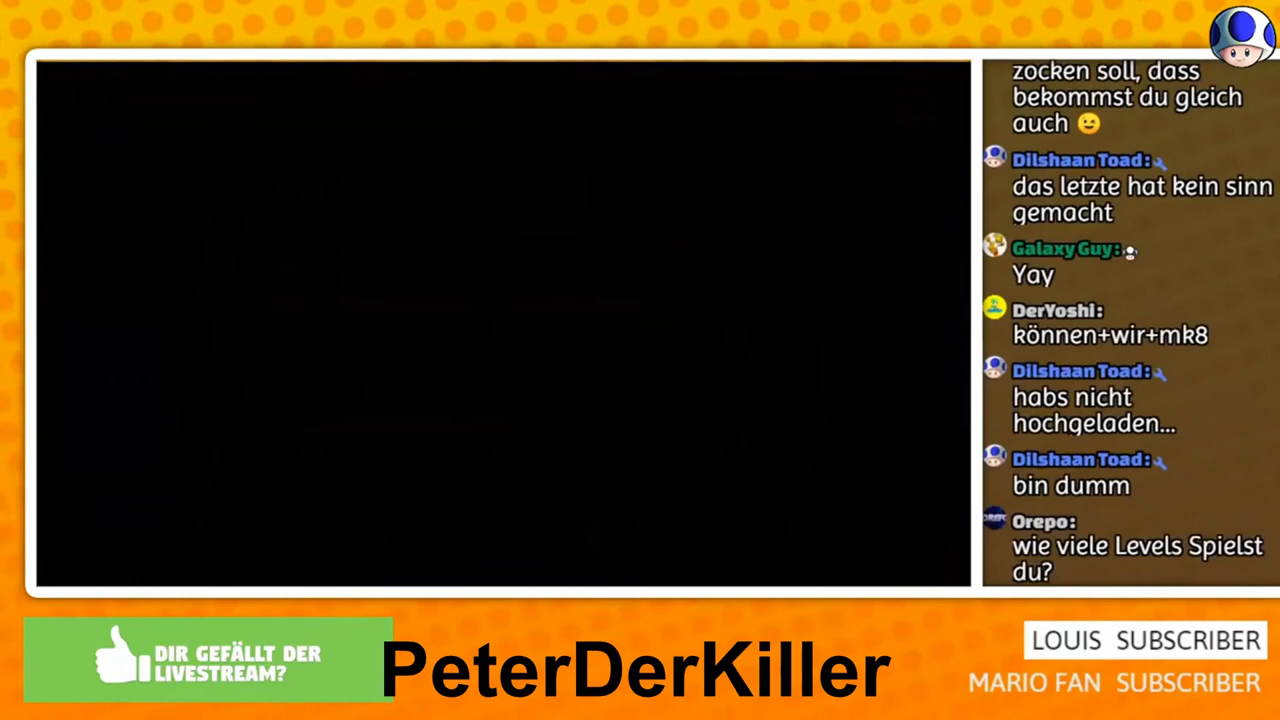 zocken soll, dass
bekommst du gleich
auch 😉
Dilshaan Toad:
das letzte hat kein sinn
gemacht
Galaxy Guy:
Yay
DerYoshi:
können+wir+mk8
Dilshaan Toad:
habs nicht
hochgeladen...
Dilshaan Toad:
bin dumm
OREPO
Orepo:
wie viele Levels Spielst
du?
DIR GEFÄLLT DER
LIVESTREAM?
PeterDerKiller
LOUIS SUBSCRIBER
MARIO FAN SUBSCRIBER